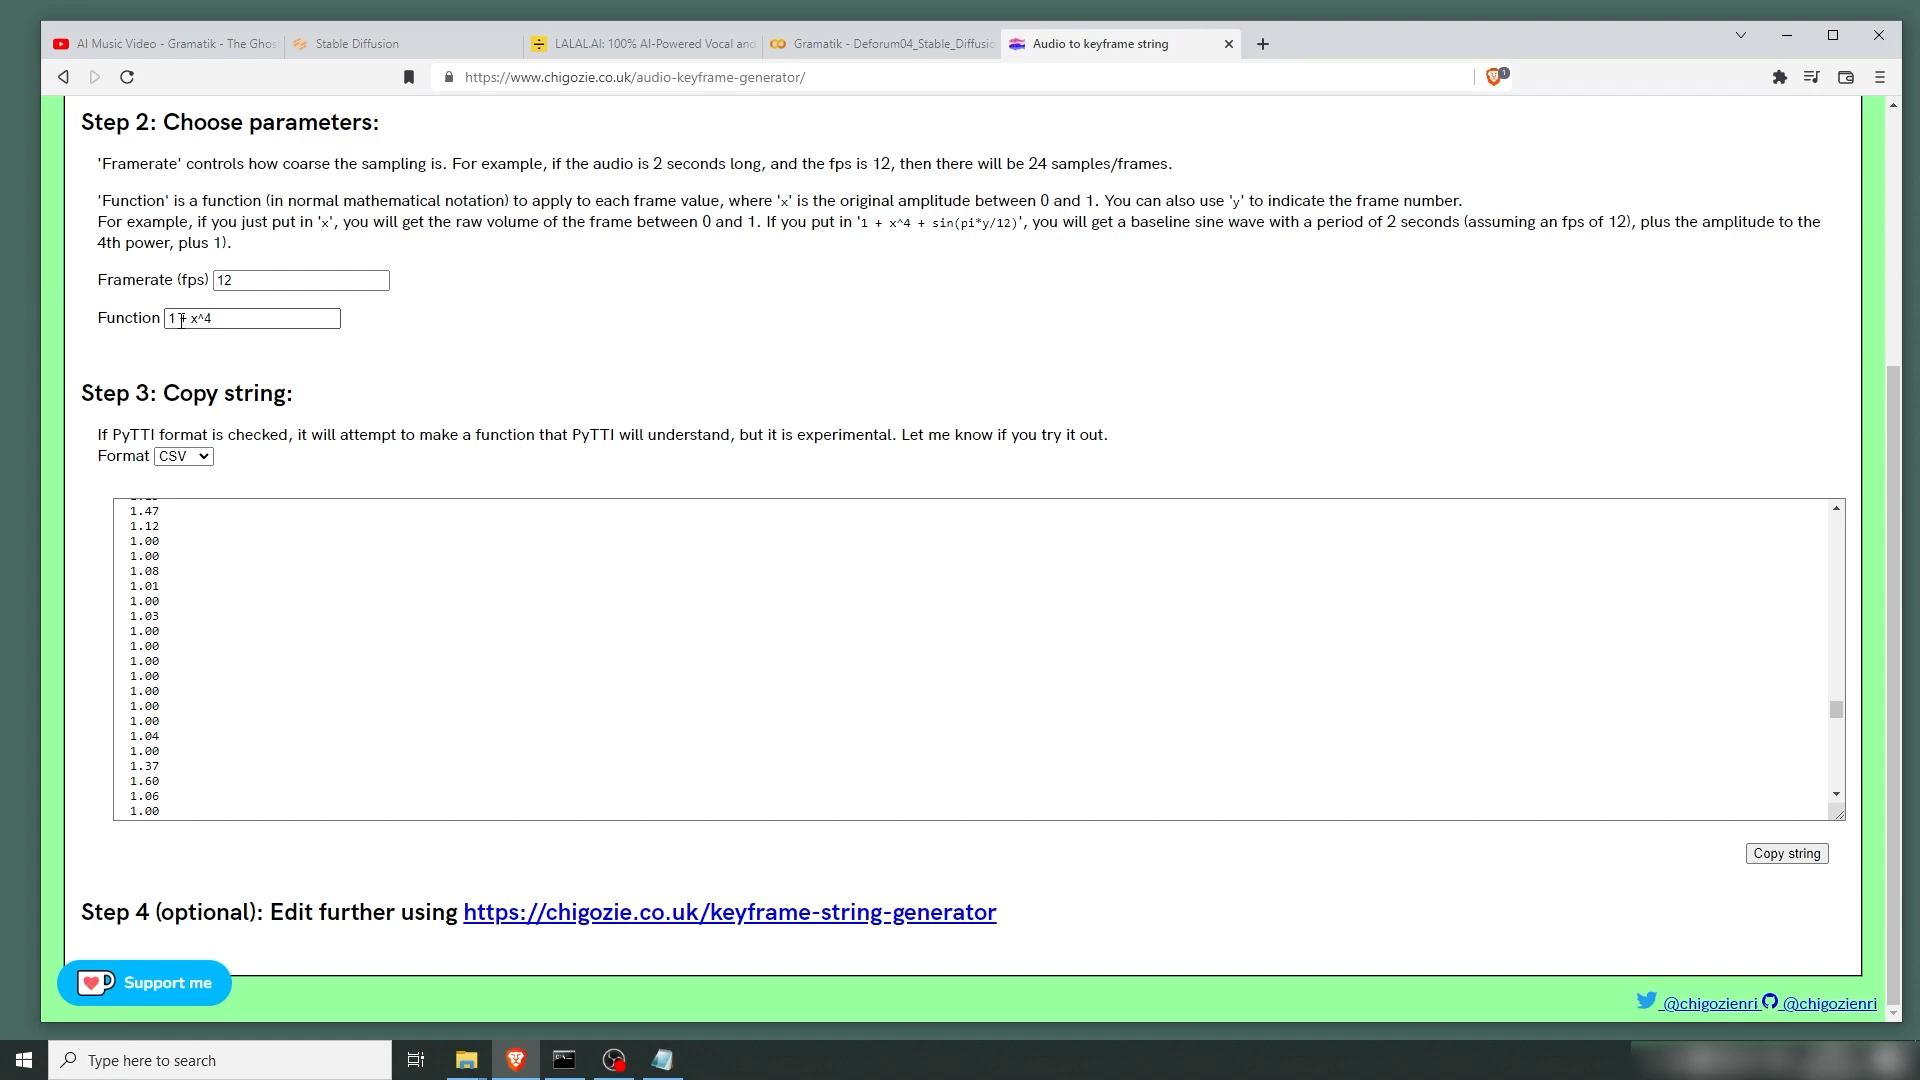 AI Music Video - Gramatik - The Ghos
Stable Diffusion
LALAL.AI: 100% AI-Powered Vocal and
Gramatik - Deforum04_Stable_Diffusio
Audio to keyframe string
https://www.chigozie.co.uk/audio-keyframe-generator/
1
Step 2: Choose parameters:
'Framerate' controls how coarse the sampling is. For example, if the audio is 2 seconds long, and the fps is 12, then there will be 24 samples/frames.
'Function' is a function (in normal mathematical notation) to apply to each frame value, where 'x' is the original amplitude between 0 and 1. You can also use 'y' to indicate the frame number.
For example, if you just put in 'x', you will get the raw volume of the frame between 0 and 1. If you put in '1 + x^4 + sin(pi*y/12)', you will get a baseline sine wave with a period of 2 seconds (assuming an fps of 12), plus the amplitude to the
4th power, plus 1).
Framerate (fps) 12
Function 1 + x^4
Step 3: Copy string:
If PyTTI format is checked, it will attempt to make a function that PyTTI will understand, but it is experimental. Let me know if you try it out.
Format CSV
1.47
1.12
1.00
1.00
1.08
1.01
1.00
1.03
1.00
1.00
1.00
1.00
1.00
1.00
1.00
1.04
1.00
1.37
1.60
1.06
1.00
Copy string
Step 4 (optional): Edit further using https://chigozie.co.uk/keyframe-string-generator
Support me
@chigozienri @chigozienri
Type here to search